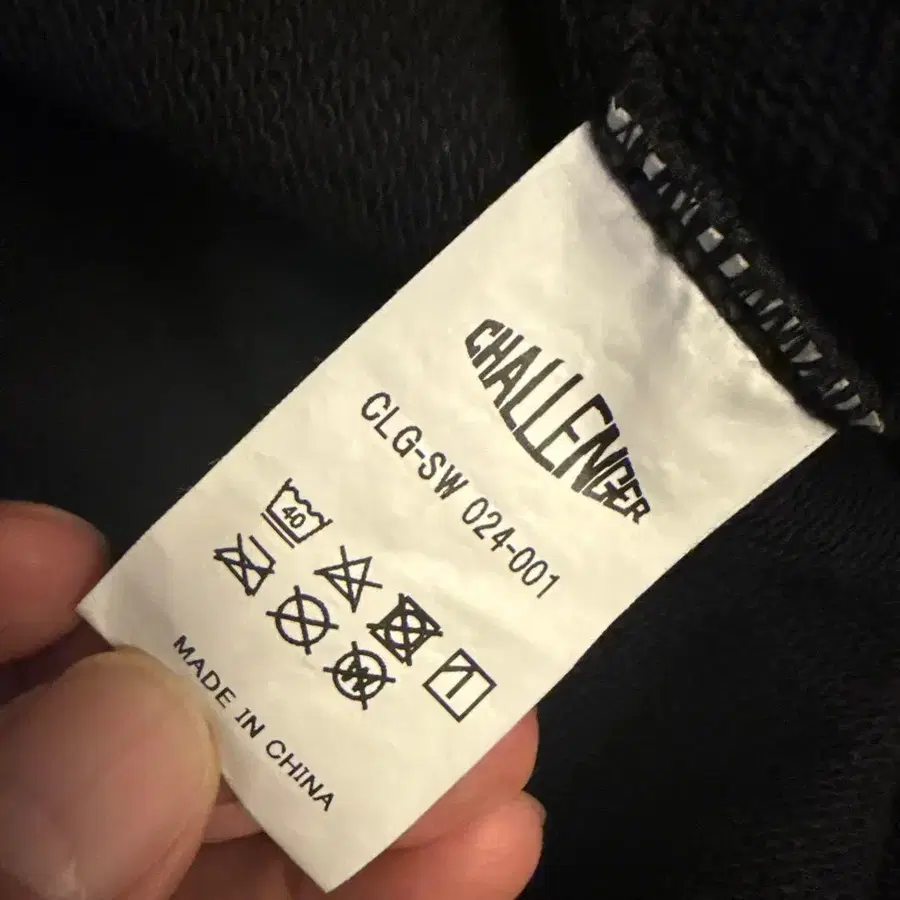 CHALLENGER
CLG-SW 024-001
40
W
MADE IN CHINA